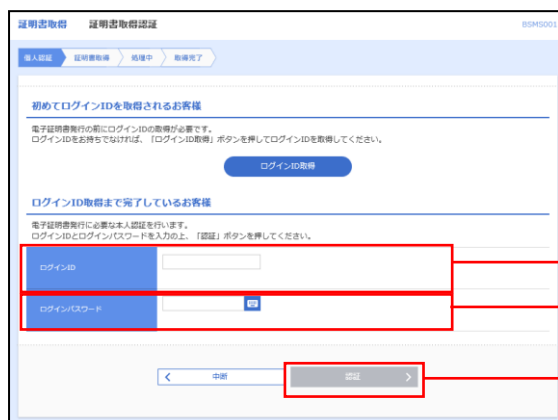 証明書取得 証明書取得認証 BSMS001
個人認証 証明書取得 処理中 取得完了
初めてログインIDを取得されるお客様
電子証明書発行の前にログインIDの取得が必要です。
ログインIDをお持ちでなければ、「ログインID取得」ボタンを押してログインIDを取得してください。
ログインID取得
ログインID取得まで完了しているお客様
電子証明書発行に必要な本人認証を行います。
ログインIDとログインパスワードを入力の上、「認証」ボタンを押してください。
ログインID
ログインパスワード
中断 認証